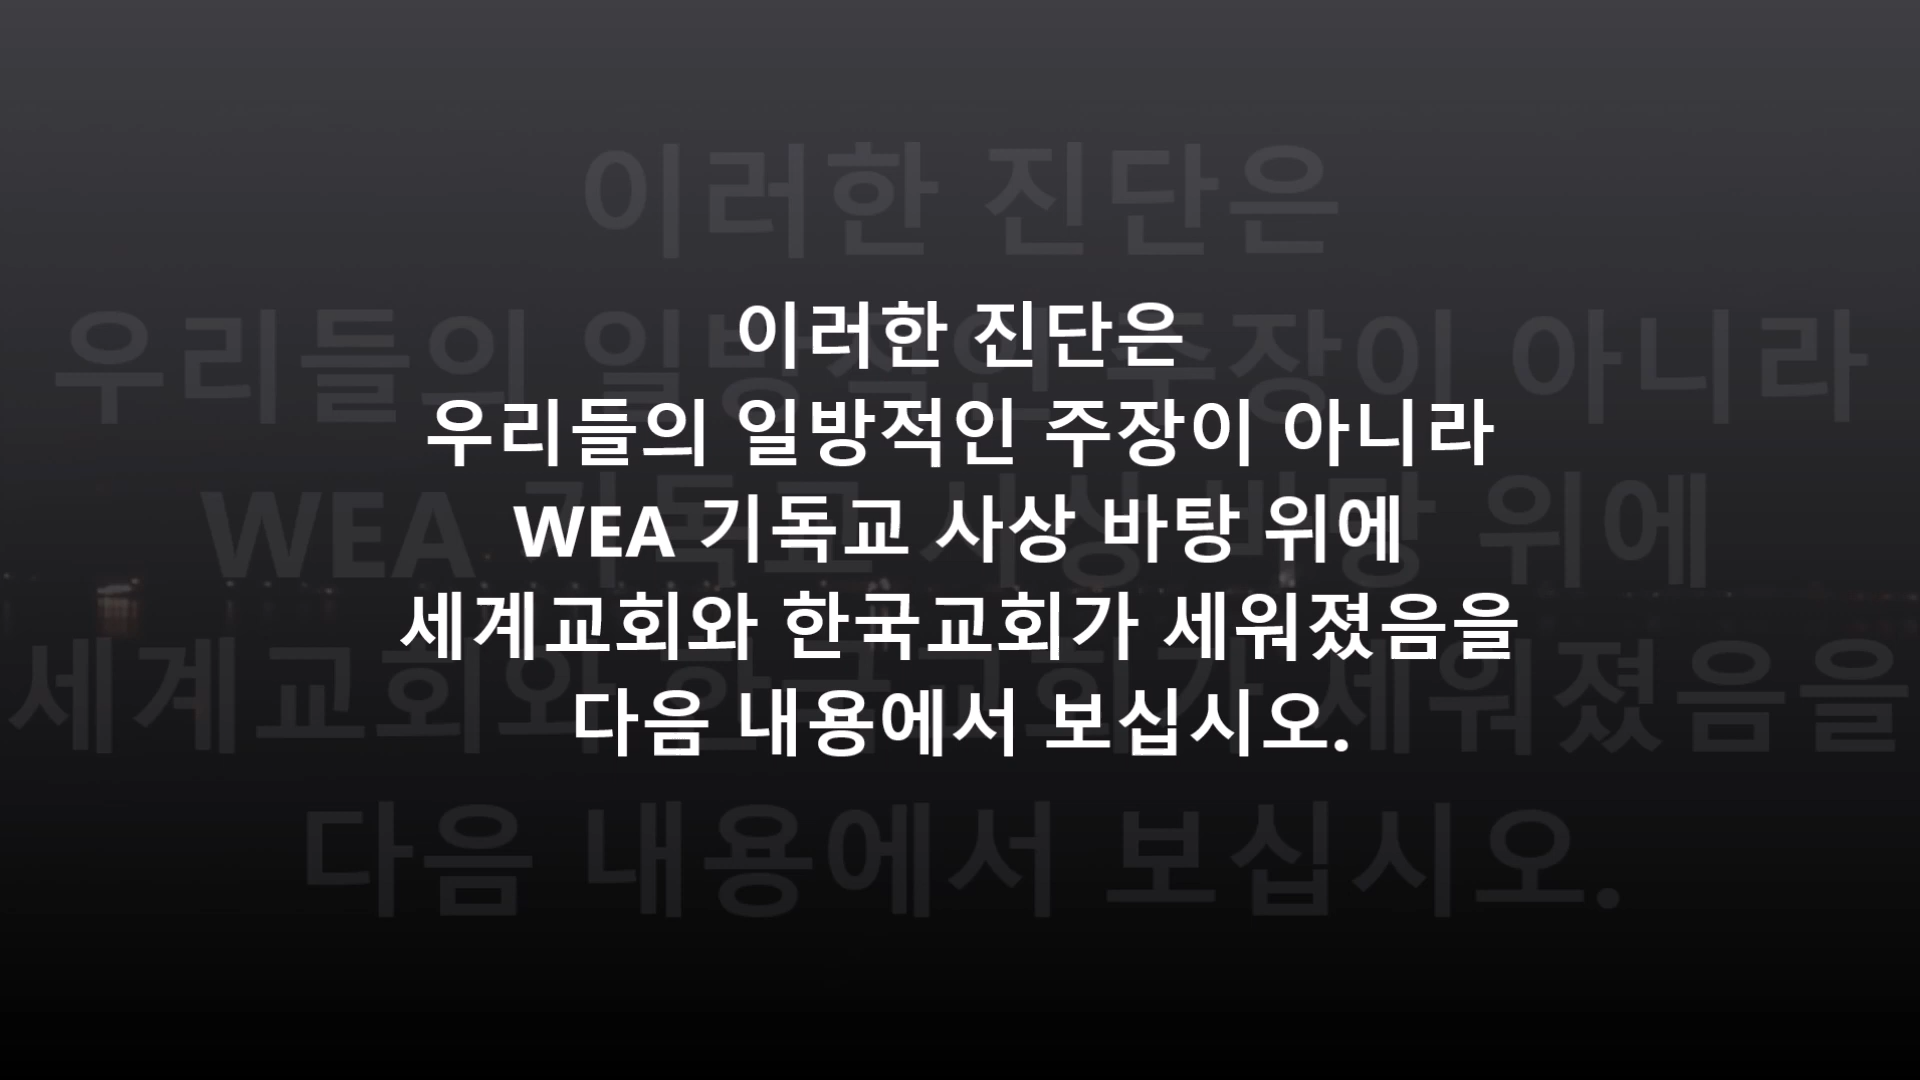 이러한 진단은
우리들의 일방적인 주장이 아니라
WEA 기독교 사상 바탕 위에
세계교회와 한국교회가 세워졌음을
다음 내용에서 보십시오.